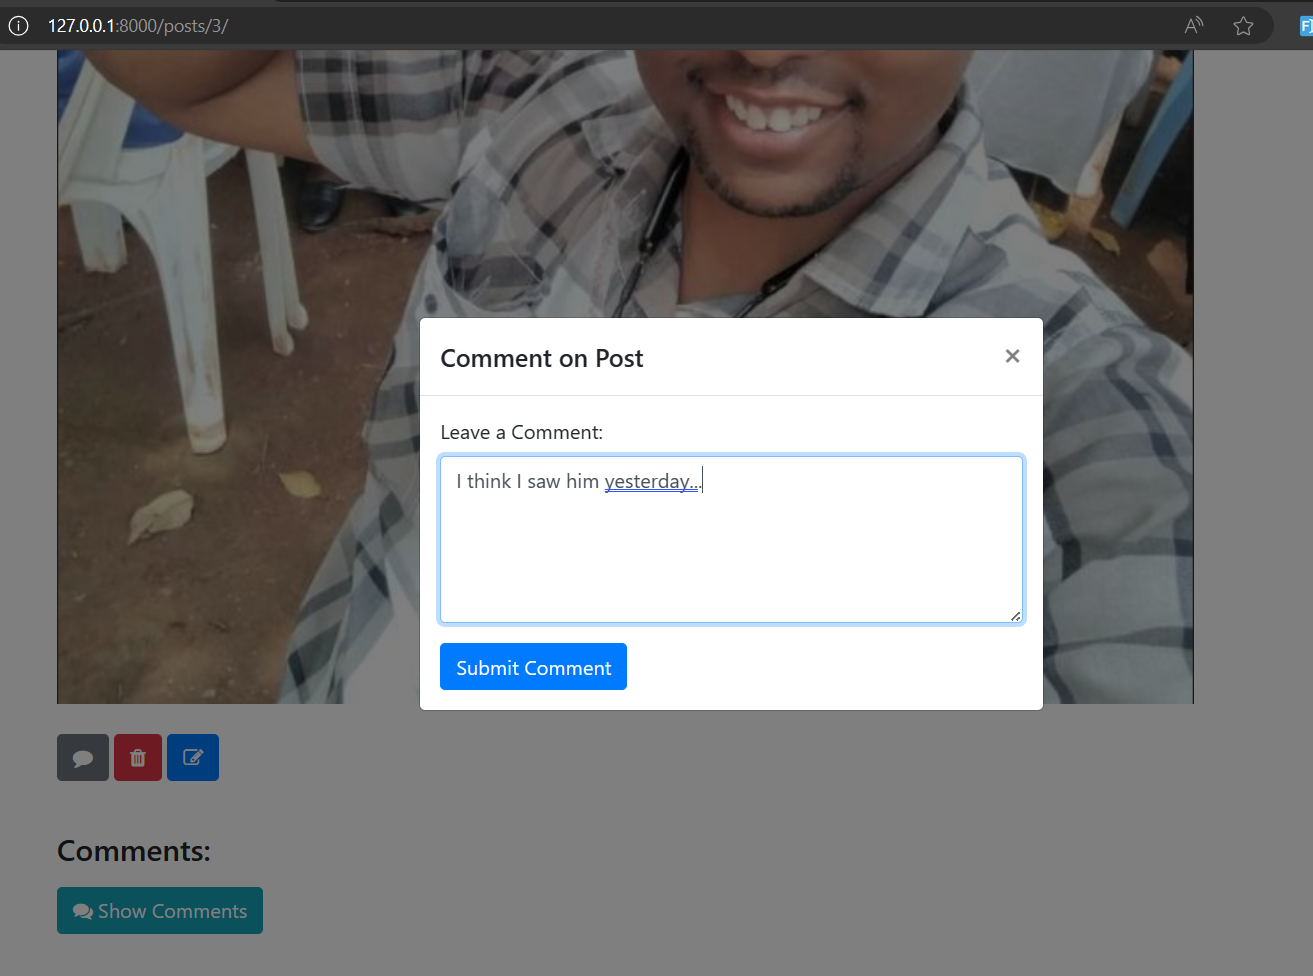 127.0.0.1:8000/posts/3/
Comment on Post
Leave a Comment:
I think I saw him yesterday...
Submit Comment
Comments:
Show Comments